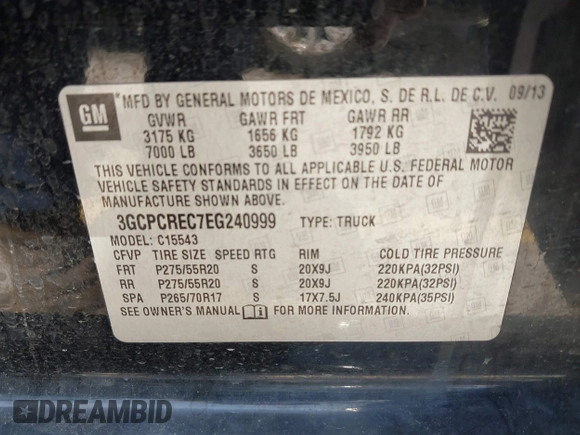 GM *MFD BY GENERAL MOTORS DE MEXICO, S. DE R.L. DE C.V. 09/13
GVWR GAWR FRT GAWR RR
3175 KG 1656 KG 1792 KG
7000 LB 3650 LB 3950 LB
THIS VEHICLE CONFORMS TO ALL APPLICABLE U.S. FEDERAL MOTOR
VEHICLE SAFETY STANDARDS IN EFFECT ON THE DATE OF
MANUFACTURE SHOWN ABOVE.
3GCPCREC7EG240999 TYPE: TRUCK
MODEL: C15543
CFVP TIRE SIZE SPEED RTG RIM COLD TIRE PRESSURE
FRT P275/55R20 S 20X9J 220KPA(32PSI)
RR P275/55R20 S 20X9J 220KPA(32PSI)
SPA P265/70R17 S 17X7.5J 240KPA(35PSI)
SEE OWNER'S MANUAL i FOR MORE INFORMATION.
DREAMBID